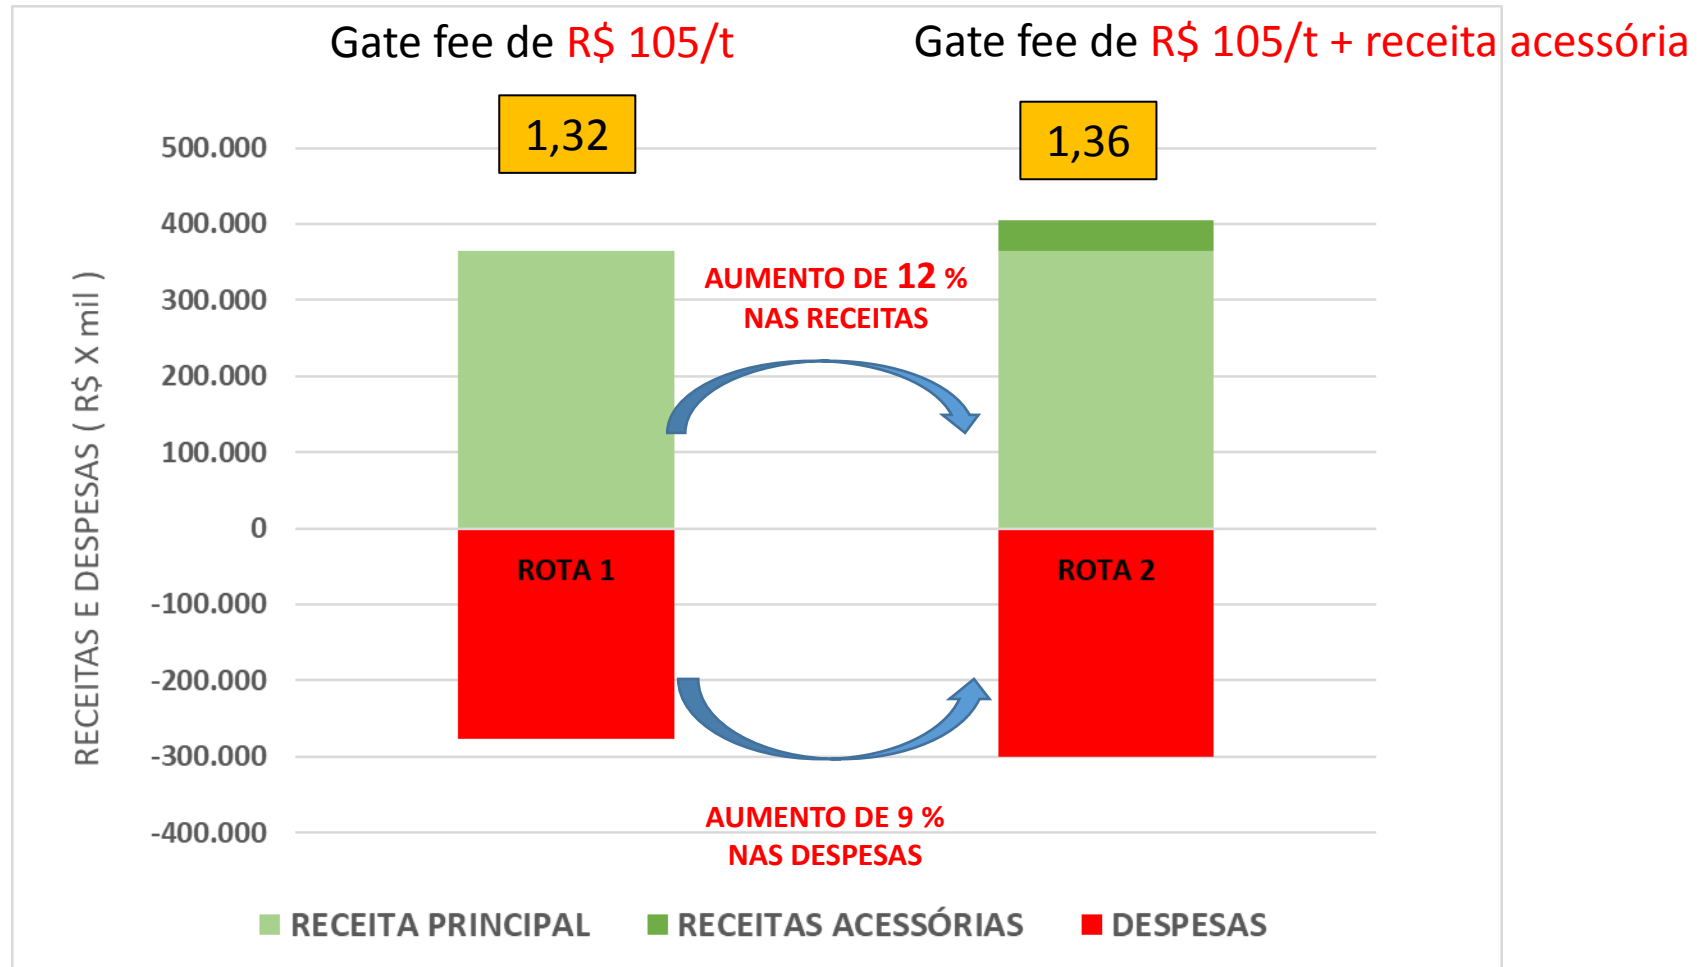 Gate fee de R$ 105/t
Gate fee de R$ 105/t + receita acessória
1,32
1,36
RECEITAS E DESPESAS ( R$ X mil )
500.000
400.000
300.000
200.000
100.000
0
-100.000
-200.000
-300.000
-400.000
AUMENTO DE 12 %
NAS RECEITAS
ROTA 1
ROTA 2
AUMENTO DE 9 %
NAS DESPESAS
RECEITA PRINCIPAL
RECEITAS ACESSÓRIAS
DESPESAS